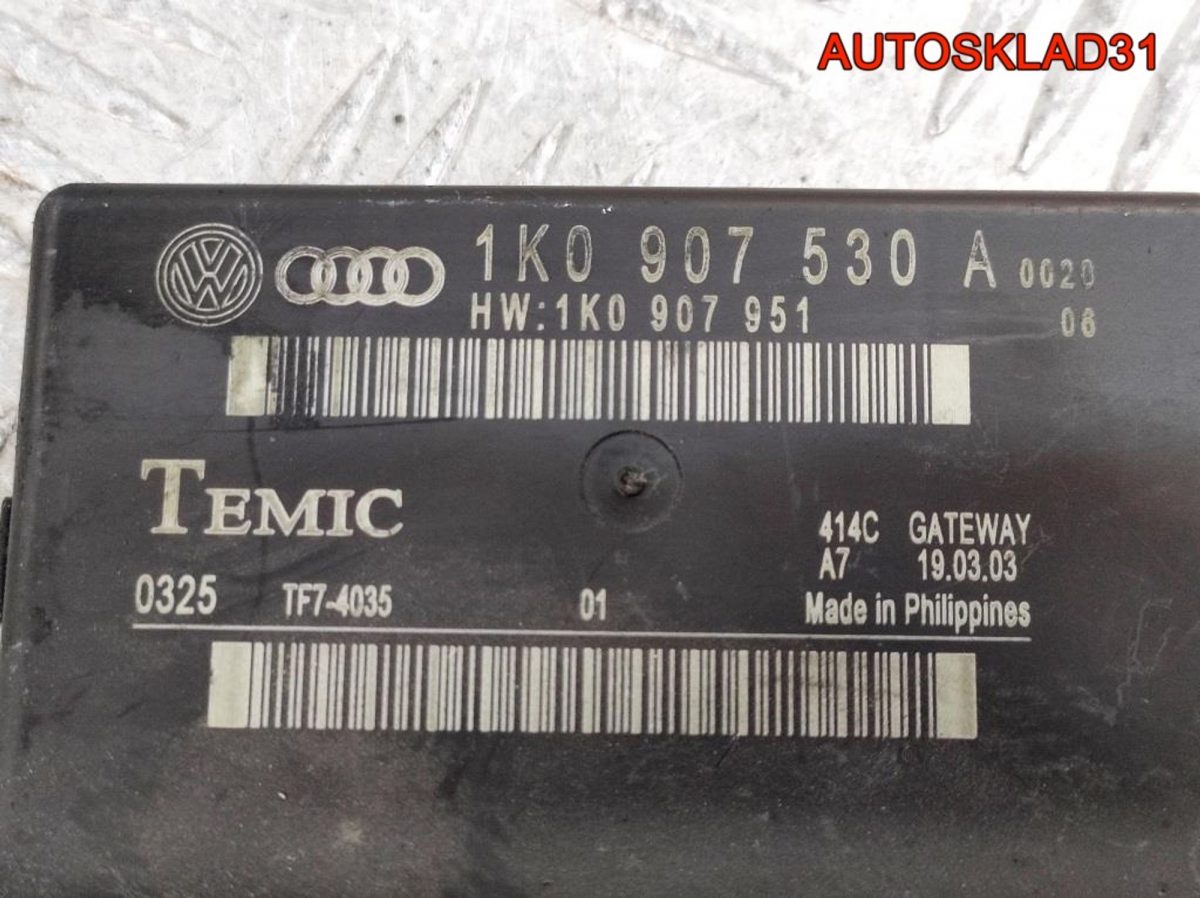 AUTOSKLAD31
1K0 907 530 A 0020
HW:1K0 907 951 06
TEMIC
414C GATEWAY
A7 19.03.03
0325 TF7-4035 01 Made in Philippines